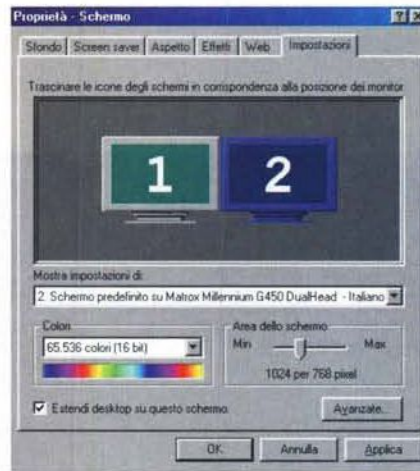 Proprietà - Schermo
Sfondo Screen saver Aspetto Effetti Web Impostazioni
Trascinare le icone degli schermi in corrispondenza alla posizione dei monitor
1 2
Mostra impostazioni di:
2. Schermo predefinito su Matrox Millennium G450 DualHead - Italiano
Colori
65.536 colori (16 bit)
Area dello schermo
Min Max
1024 per 768 pixel
Estendi desktop su questo schermo.
Avanzate...
OK Annulla Applica